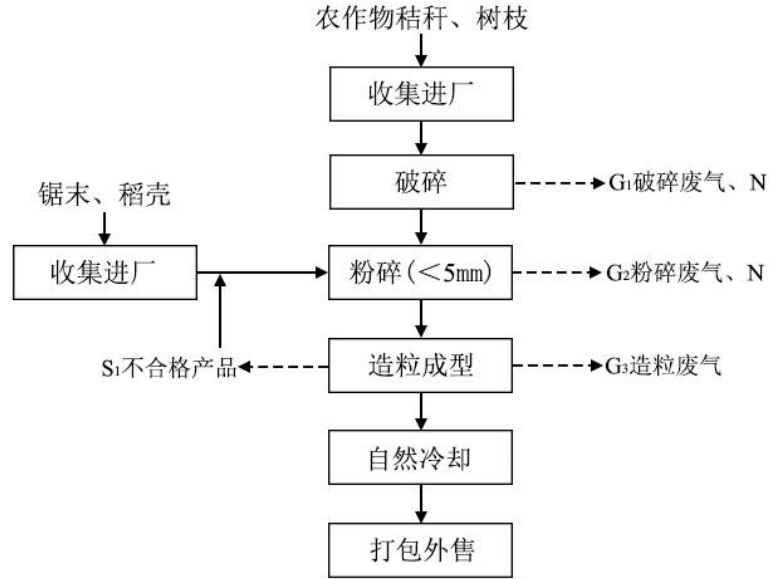 农作物秸秆、树枝
收集进厂
破碎
G₁破碎废气、N
锯末、稻壳
收集进厂
粉碎(<5㎜)
G₂粉碎废气、N
S₁不合格产品
造粒成型
G₃造粒废气
自然冷却
打包外售